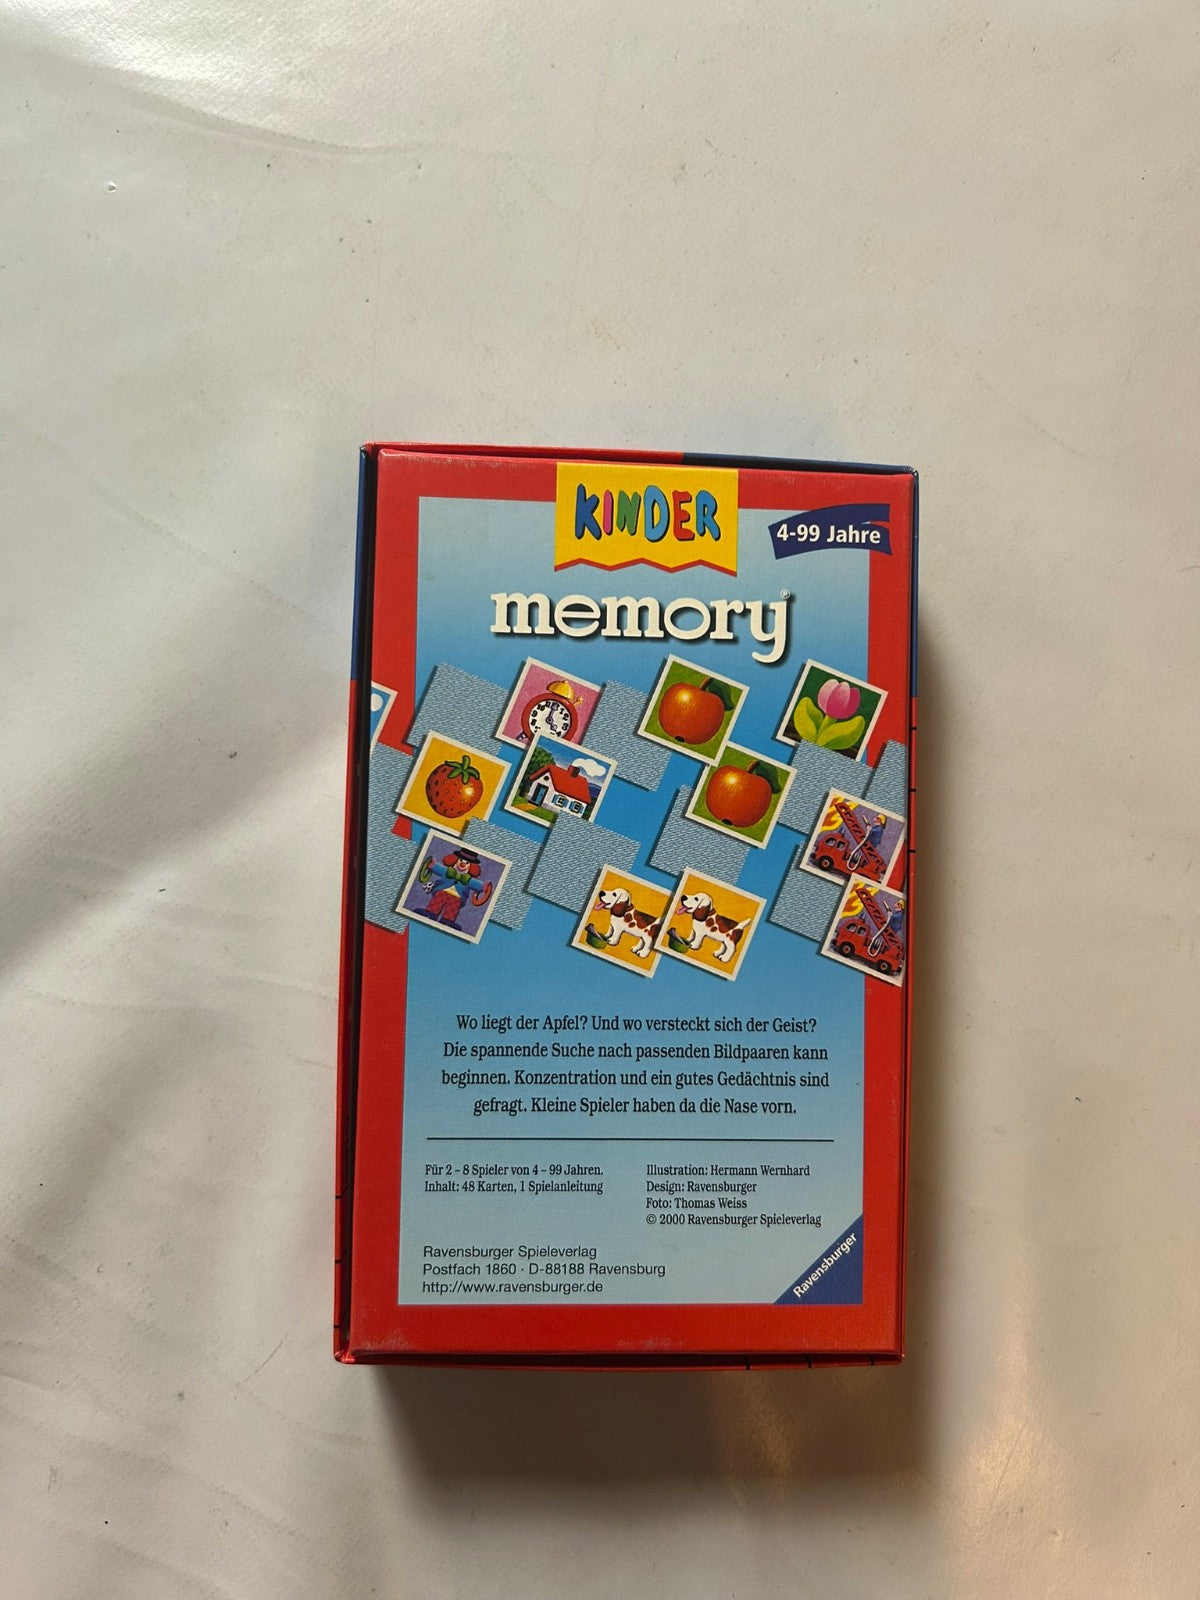 KINDER
4-99 Jahre
memory®
Wo liegt der Apfel? Und wo versteckt sich der Geist?
Die spannende Suche nach passenden Bildpaaren kann
beginnen. Konzentration und ein gutes Gedächtnis sind
gefragt. Kleine Spieler haben da die Nase vorn.
Für 2 – 8 Spieler von 4 – 99 Jahren.
Inhalt: 48 Karten, 1 Spielanleitung
Illustration: Hermann Wernhard
Design: Ravensburger
Foto: Thomas Weiss
© 2000 Ravensburger Spieleverlag
Ravensburger Spieleverlag
Postfach 1860 · D-88188 Ravensburg
http://www.ravensburger.de
Ravensburger